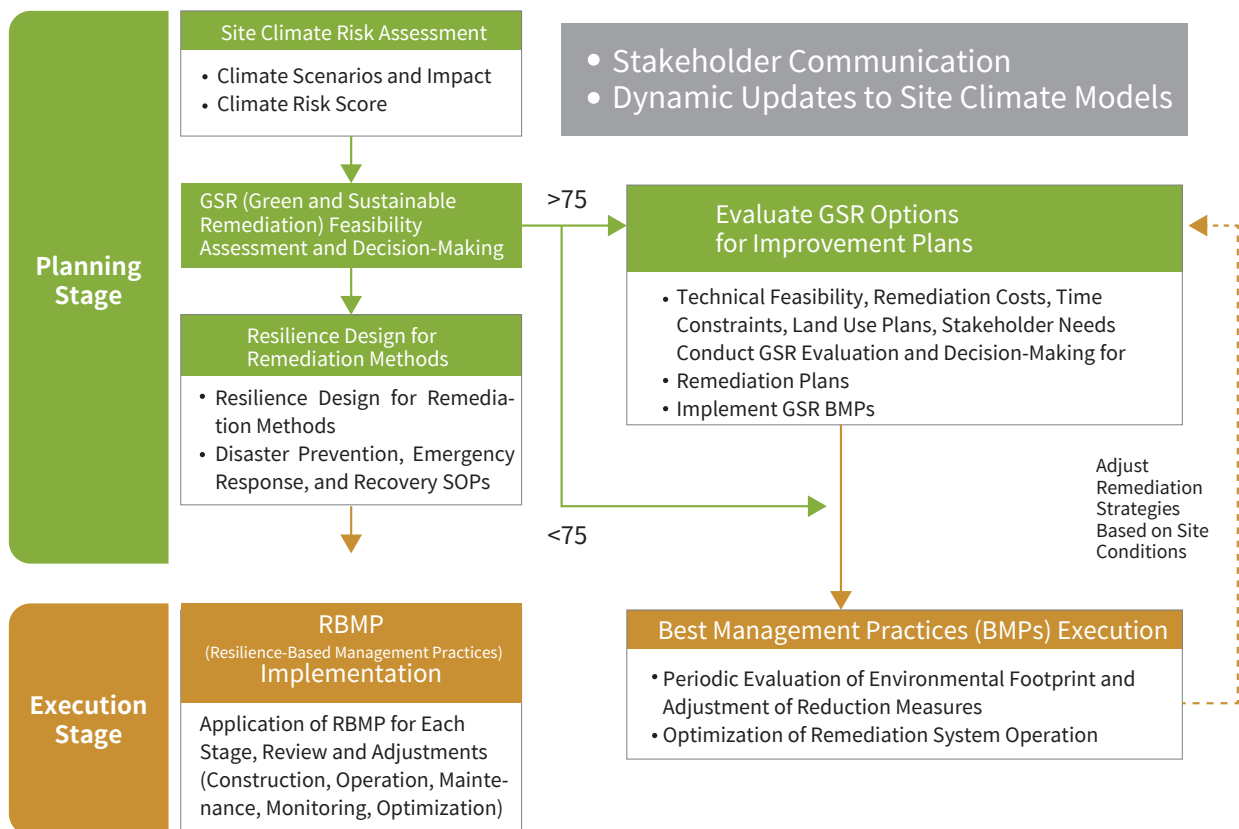 Planning
Stage
Site Climate Risk Assessment
• Climate Scenarios and Impact
• Climate Risk Score
• Stakeholder Communication
• Dynamic Updates to Site Climate Models
GSR (Green and Sustainable
Remediation) Feasibility
Assessment and Decision-Making
>75
<75
Evaluate GSR Options
for Improvement Plans
• Technical Feasibility, Remediation Costs, Time
Constraints, Land Use Plans, Stakeholder Needs
Conduct GSR Evaluation and Decision-Making for
• Remediation Plans
• Implement GSR BMPs
Resilience Design for
Remediation Methods
• Resilience Design for Remedia-
tion Methods
• Disaster Prevention, Emergency
Response, and Recovery SOPs
Adjust
Remediation
Strategies
Based on Site
Conditions
Execution
Stage
RBMP
(Resilience-Based Management Practices)
Implementation
Application of RBMP for Each
Stage, Review and Adjustments
(Construction, Operation, Mainte-
nance, Monitoring, Optimization)
Best Management Practices (BMPs) Execution
• Periodic Evaluation of Environmental Footprint and
Adjustment of Reduction Measures
• Optimization of Remediation System Operation